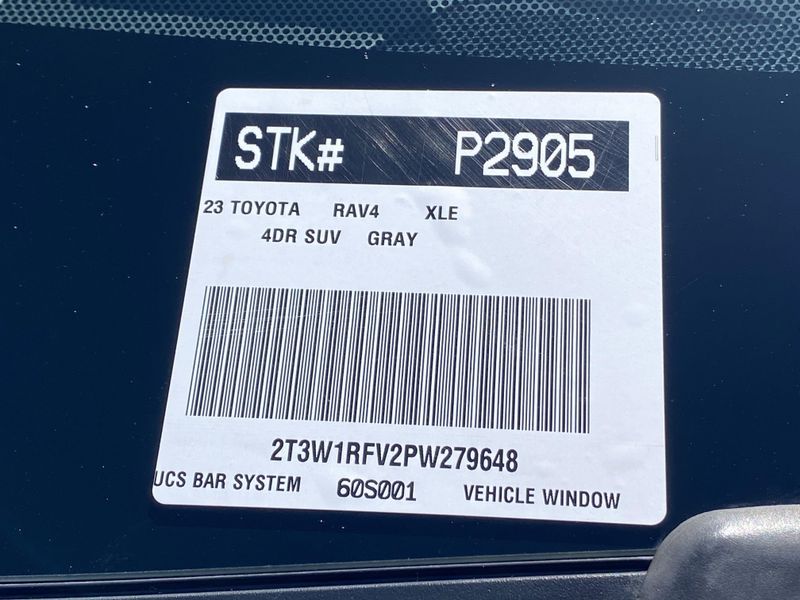 STK# P2905
23 TOYOTA RAV4 XLE
4DR SUV GRAY
2T3W1RFV2PW279648
UCS BAR SYSTEM 60S001 VEHICLE WINDOW